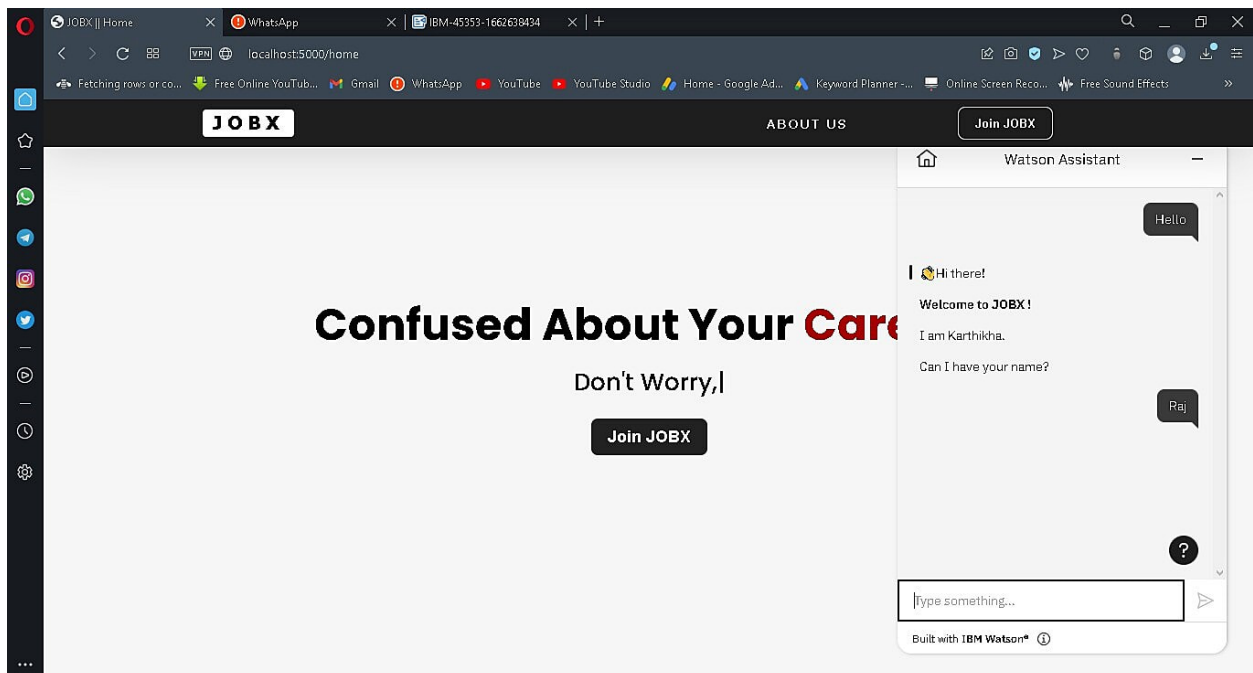 JOBX || Home
WhatsApp
IBM-45353-1662638434
VPN
localhost:5000/home
Fetching rows or co...
Free Online YouTub...
Gmail
WhatsApp
YouTube
YouTube Studio
Home - Google Ad...
Keyword Planner -...
Online Screen Reco...
Free Sound Effects
JOBX
ABOUT US
Join JOBX
Watson Assistant
Hello
👋Hi there!
Welcome to JOBX !
I am Karthikha.
Can I have your name?
Raj
Confused About Your Care
Don't Worry,|
Join JOBX
?
Type something...
Built with IBM Watson®